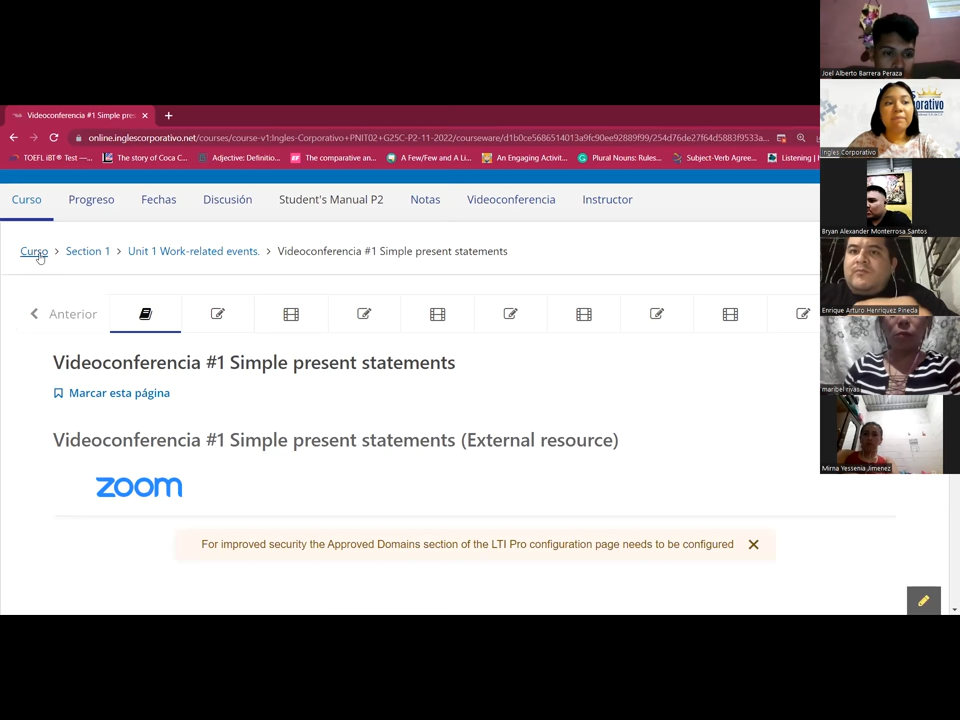 Videoconferencia #1 Simple pres
online.inglescorporativo.net/courses/course-v1:Ingles-Corporativo+PNIT02+G25C-P2-11-2022/courseware/d1b0ce5686514013a9fc90ee92889f99/254d76de27f64d5883f9533a...
TOEFL iBT® Test —...
The story of Coca C...
Adjective: Definitio...
The comparative an...
A Few/Few and A Li...
An Engaging Activit...
Plural Nouns: Rules...
Subject-Verb Agree...
Listening |
Curso
Progreso
Fechas
Discusión
Student's Manual P2
Notas
Videoconferencia
Instructor
Curso > Section 1 > Unit 1 Work-related events. > Videoconferencia #1 Simple present statements
Anterior
Videoconferencia #1 Simple present statements
Marcar esta página
Videoconferencia #1 Simple present statements (External resource)
zoom
For improved security the Approved Domains section of the LTI Pro configuration page needs to be configured
Joel Alberto Barrera Peraza
orativo
Ingles Corporativo
Bryan Alexander Monterrosa Santos
Enrique Arturo Henriquez Pineda
maribel rivas
Mirna Yessenia Jimenez